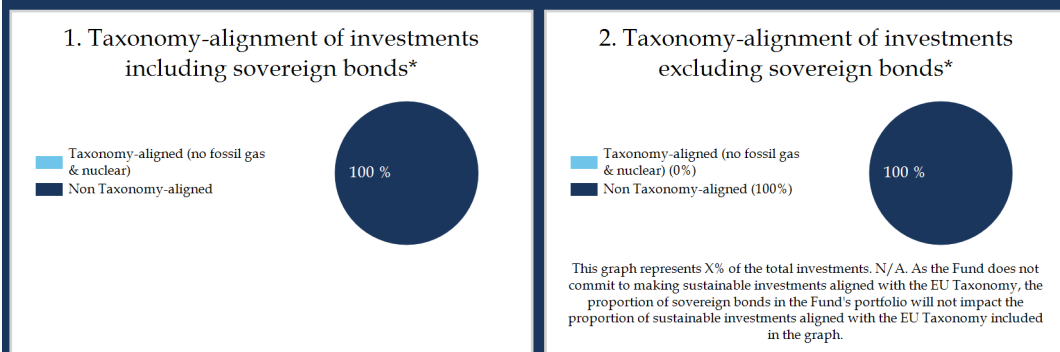 1. Taxonomy-alignment of investments
including sovereign bonds*
Taxonomy-aligned (no fossil gas
& nuclear)
Non Taxonomy-aligned
100 %
2. Taxonomy-alignment of investments
excluding sovereign bonds*
Taxonomy-aligned (no fossil gas
& nuclear) (0%)
Non Taxonomy-aligned (100%)
100 %
This graph represents X% of the total investments. N/A. As the Fund does not
commit to making sustainable investments aligned with the EU Taxonomy, the
proportion of sovereign bonds in the Fund's portfolio will not impact the
proportion of sustainable investments aligned with the EU Taxonomy included
in the graph.